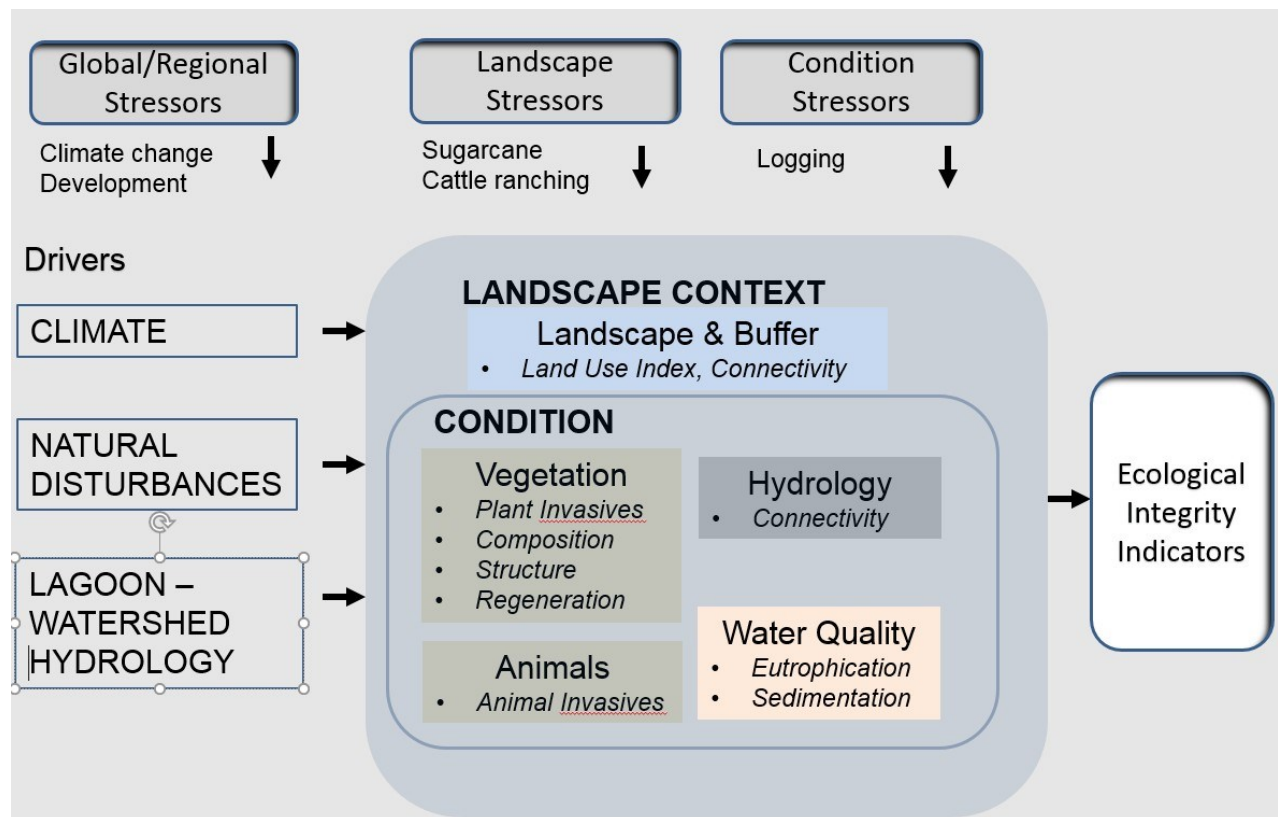 Global/Regional
Stressors
Landscape
Stressors
Condition
Stressors
Climate change
Development
Sugarcane
Cattle ranching
Logging
Drivers
CLIMATE
NATURAL
DISTURBANCES
LAGOON –
WATERSHED
HYDROLOGY
LANDSCAPE CONTEXT
Landscape & Buffer
• Land Use Index, Connectivity
CONDITION
Vegetation
• Plant Invasives
• Composition
• Structure
• Regeneration
Hydrology
• Connectivity
Animals
• Animal Invasives
Water Quality
• Eutrophication
• Sedimentation
Ecological
Integrity
Indicators